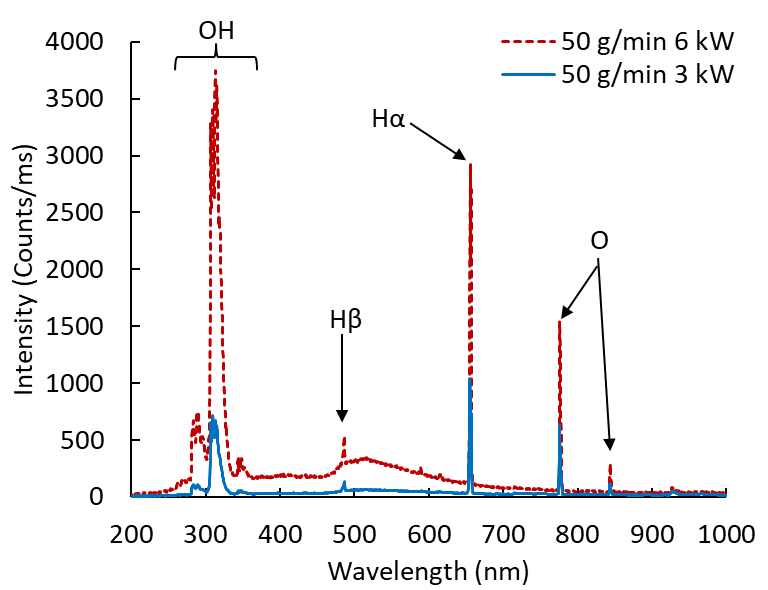 OH
50 g/min 6 kW
50 g/min 3 kW
Hα
O
Hβ
Intensity (Counts/ms)
4000
3500
3000
2500
2000
1500
1000
500
0
200 300 400 500 600 700 800 900 1000
Wavelength (nm)